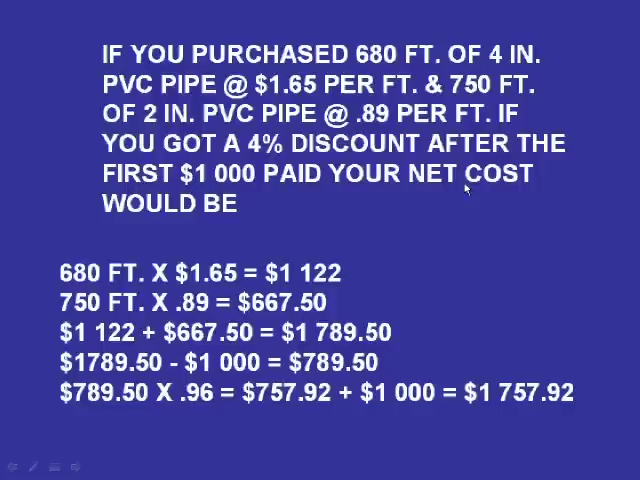 IF YOU PURCHASED 680 FT. OF 4 IN.
PVC PIPE @ $1.65 PER FT. & 750 FT.
OF 2 IN. PVC PIPE @ .89 PER FT. IF
YOU GOT A 4% DISCOUNT AFTER THE
FIRST $1 000 PAID YOUR NET COST
WOULD BE
680 FT. X $1.65 = $1 122
750 FT. X .89 = $667.50
$1 122 + $667.50 = $1 789.50
$1789.50 - $1 000 = $789.50
$789.50 X .96 = $757.92 + $1 000 = $1 757.92